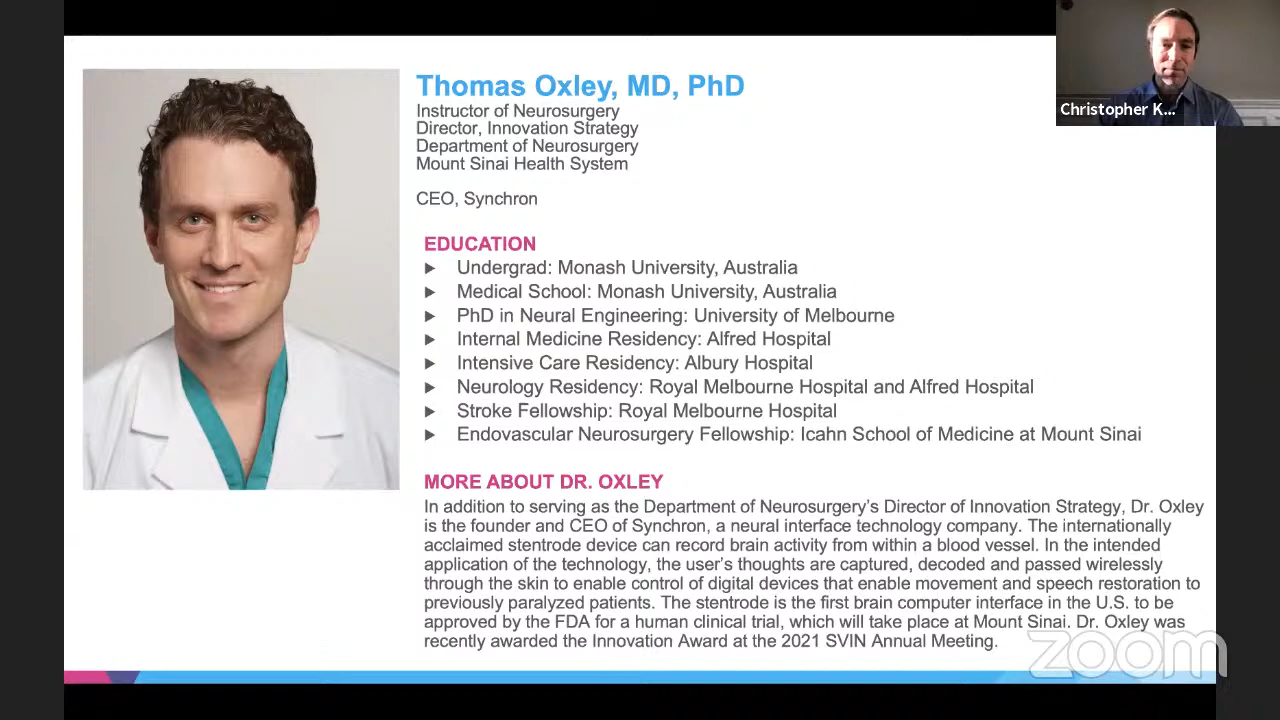 Thomas Oxley, MD, PhD
Instructor of Neurosurgery
Director, Innovation Strategy
Department of Neurosurgery
Mount Sinai Health System
CEO, Synchron
EDUCATION
Undergrad: Monash University, Australia
Medical School: Monash University, Australia
PhD in Neural Engineering: University of Melbourne
Internal Medicine Residency: Alfred Hospital
Intensive Care Residency: Albury Hospital
Neurology Residency: Royal Melbourne Hospital and Alfred Hospital
Stroke Fellowship: Royal Melbourne Hospital
Endovascular Neurosurgery Fellowship: Icahn School of Medicine at Mount Sinai
MORE ABOUT DR. OXLEY
In addition to serving as the Department of Neurosurgery's Director of Innovation Strategy, Dr. Oxley
is the founder and CEO of Synchron, a neural interface technology company. The internationally
acclaimed stentrode device can record brain activity from within a blood vessel. In the intended
application of the technology, the user's thoughts are captured, decoded and passed wirelessly
through the skin to enable control of digital devices that enable movement and speech restoration to
previously paralyzed patients. The stentrode is the first brain computer interface in the U.S. to be
approved by the FDA for a human clinical trial, which will take place at Mount Sinai. Dr. Oxley was
recently awarded the Innovation Award at the 2021 SVIN Annual Meeting.
Christopher K...
zoom